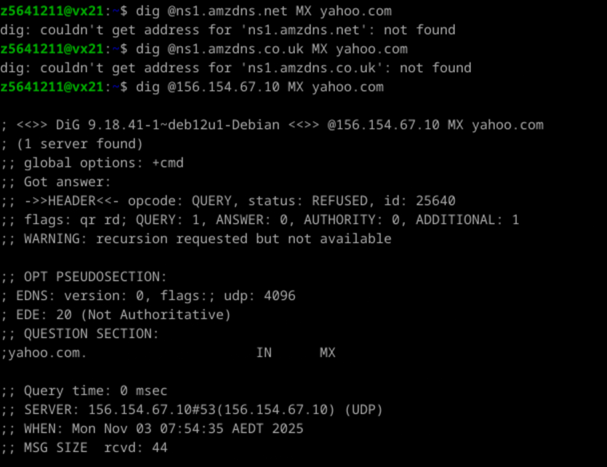 z5641211@vx21:~$ dig @ns1.amzdns.net MX yahoo.com
dig: couldn't get address for 'ns1.amzdns.net': not found
z5641211@vx21:~$ dig @ns1.amzdns.co.uk MX yahoo.com
dig: couldn't get address for 'ns1.amzdns.co.uk': not found
z5641211@vx21:~$ dig @156.154.67.10 MX yahoo.com
; <<>> DiG 9.18.41-1~deb12u1-Debian <<>> @156.154.67.10 MX yahoo.com
; (1 server found)
;; global options: +cmd
;; Got answer:
;; ->>HEADER<<- opcode: QUERY, status: REFUSED, id: 25640
;; flags: qr rd; QUERY: 1, ANSWER: 0, AUTHORITY: 0, ADDITIONAL: 1
;; WARNING: recursion requested but not available
;; OPT PSEUDOSECTION:
; EDNS: version: 0, flags:; udp: 4096
; EDE: 20 (Not Authoritative)
;; QUESTION SECTION:
;yahoo.com. IN MX
;; Query time: 0 msec
;; SERVER: 156.154.67.10#53(156.154.67.10) (UDP)
;; WHEN: Mon Nov 03 07:54:35 AEDT 2025
;; MSG SIZE rcvd: 44